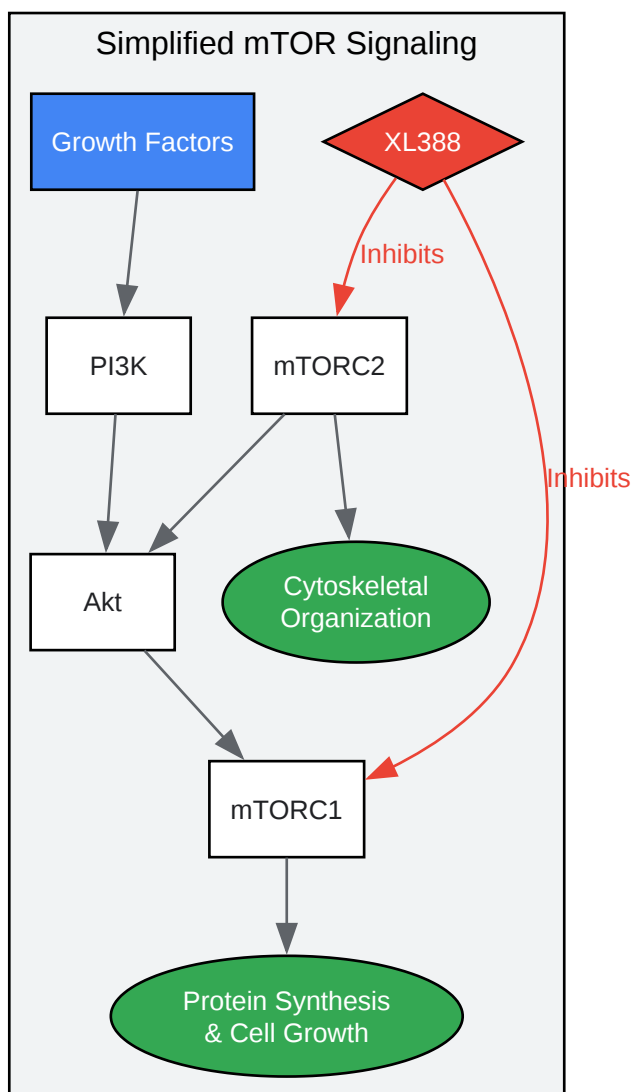 Simplified mTOR Signaling
Growth Factors
XL388
Inhibits
PI3K
mTORC2
Inhibits
Akt
Cytoskeletal
Organization
mTORC1
Protein Synthesis
& Cell Growth